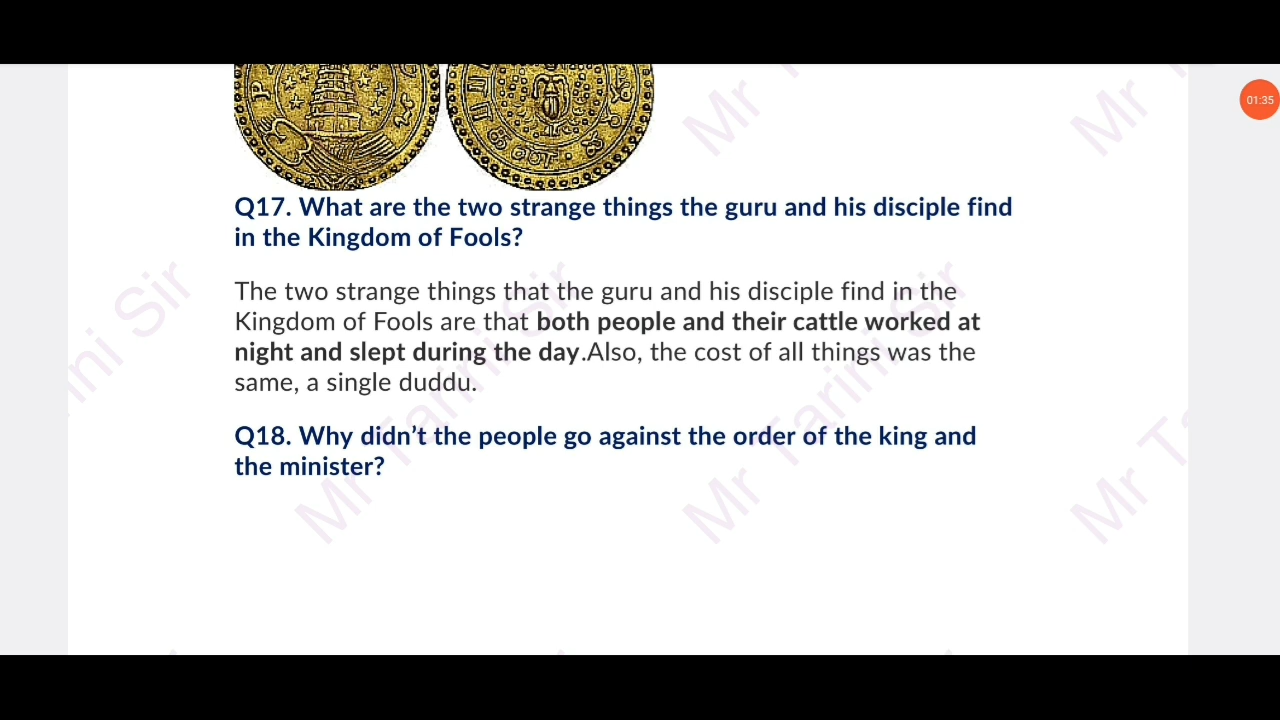 01:35
Q17. What are the two strange things the guru and his disciple find
in the Kingdom of Fools?
The two strange things that the guru and his disciple find in the
Kingdom of Fools are that both people and their cattle worked at
night and slept during the day.Also, the cost of all things was the
same, a single duddu.
Q18. Why didn’t the people go against the order of the king and
the minister?
Mr Tarini Sir